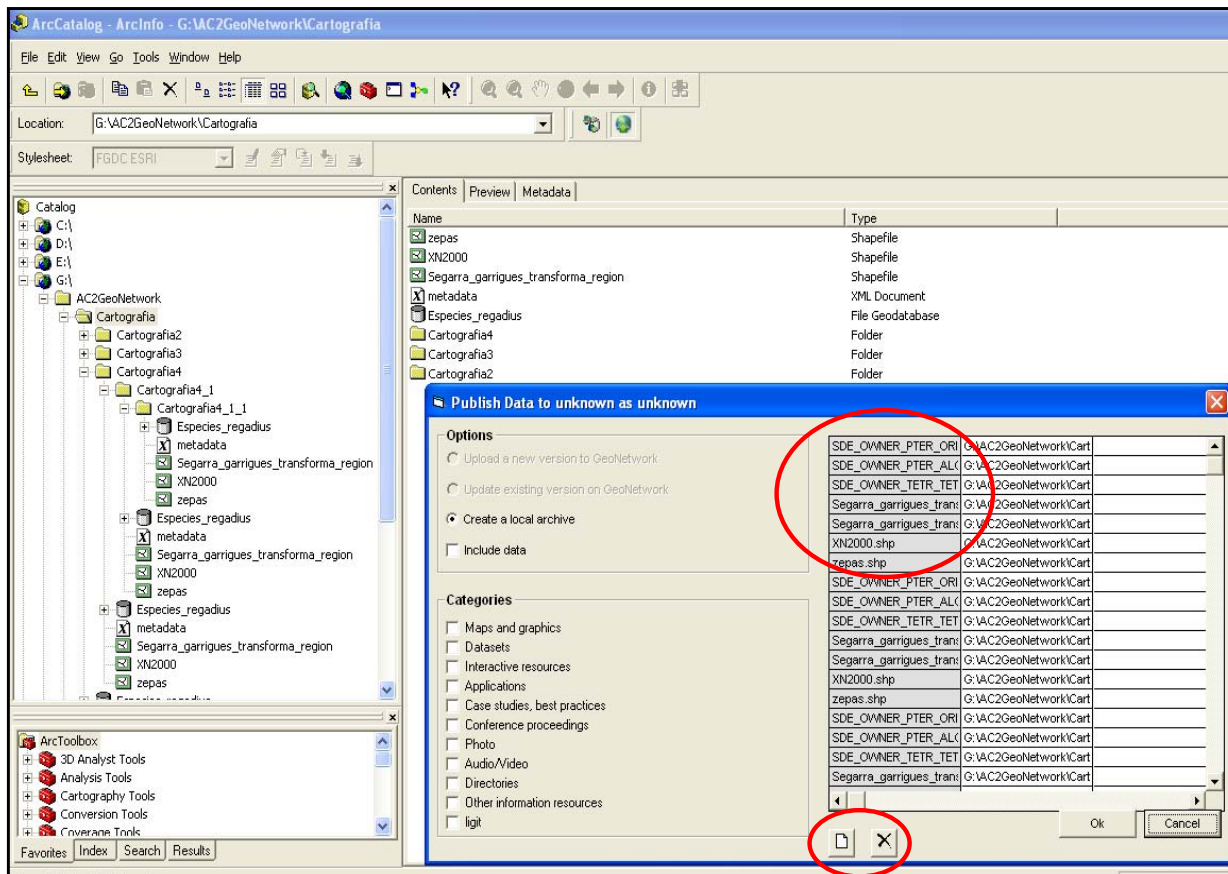 ArcCatalog - ArcInfo - G:\AC2GeoNetwork\Cartografia
File Edit View Go Tools Window Help
Location: G:\AC2GeoNetwork\Cartografia
Stylesheet: FGDC ESRI
Catalog
C:\
D:\
E:\
G:\
AC2GeoNetwork
Cartografia
Cartografia2
Cartografia3
Cartografia4
Cartografia4_1
Cartografia4_1_1
Especies_regadius
metadata
Segarra_garrigues_transforma_region
XN2000
zepas
Especies_regadius
metadata
Segarra_garrigues_transforma_region
XN2000
zepas
Especies_regadius
metadata
Segarra_garrigues_transforma_region
XN2000
zepas
ArcToolbox
3D Analyst Tools
Analysis Tools
Cartography Tools
Conversion Tools
Coverage Tools
Favorites Index Search Results
Contents Preview Metadata
Name Type
zepas Shapefile
XN2000 Shapefile
Segarra_garrigues_transforma_region Shapefile
metadata XML Document
Especies_regadius File Geodatabase
Cartografia4 Folder
Cartografia3 Folder
Cartografia2 Folder
Publish Data to unknown as unknown
Options
Upload a new version to GeoNetwork
Update existing version on GeoNetwork
Create a local archive
Include data
Categories
Maps and graphics
Datasets
Interactive resources
Applications
Case studies, best practices
Conference proceedings
Photo
Audio/Video
Directories
Other information resources
ligit
SDE_OWNER_PTER_ORI G:\AC2GeoNetwork\Cart
SDE_OWNER_PTER_ALC G:\AC2GeoNetwork\Cart
SDE_OWNER_TETR_TET G:\AC2GeoNetwork\Cart
Segarra_garrigues_trans G:\AC2GeoNetwork\Cart
Segarra_garrigues_trans G:\AC2GeoNetwork\Cart
XN2000.shp G:\AC2GeoNetwork\Cart
zepas.shp G:\AC2GeoNetwork\Cart
SDE_OWNER_PTER_ORI G:\AC2GeoNetwork\Cart
SDE_OWNER_PTER_ALC G:\AC2GeoNetwork\Cart
SDE_OWNER_TETR_TET G:\AC2GeoNetwork\Cart
Segarra_garrigues_trans G:\AC2GeoNetwork\Cart
Segarra_garrigues_trans G:\AC2GeoNetwork\Cart
XN2000.shp G:\AC2GeoNetwork\Cart
zepas.shp G:\AC2GeoNetwork\Cart
SDE_OWNER_PTER_ORI G:\AC2GeoNetwork\Cart
SDE_OWNER_PTER_ALC G:\AC2GeoNetwork\Cart
SDE_OWNER_TETR_TET G:\AC2GeoNetwork\Cart
Segarra_garrigues_trans G:\AC2GeoNetwork\Cart
Ok Cancel